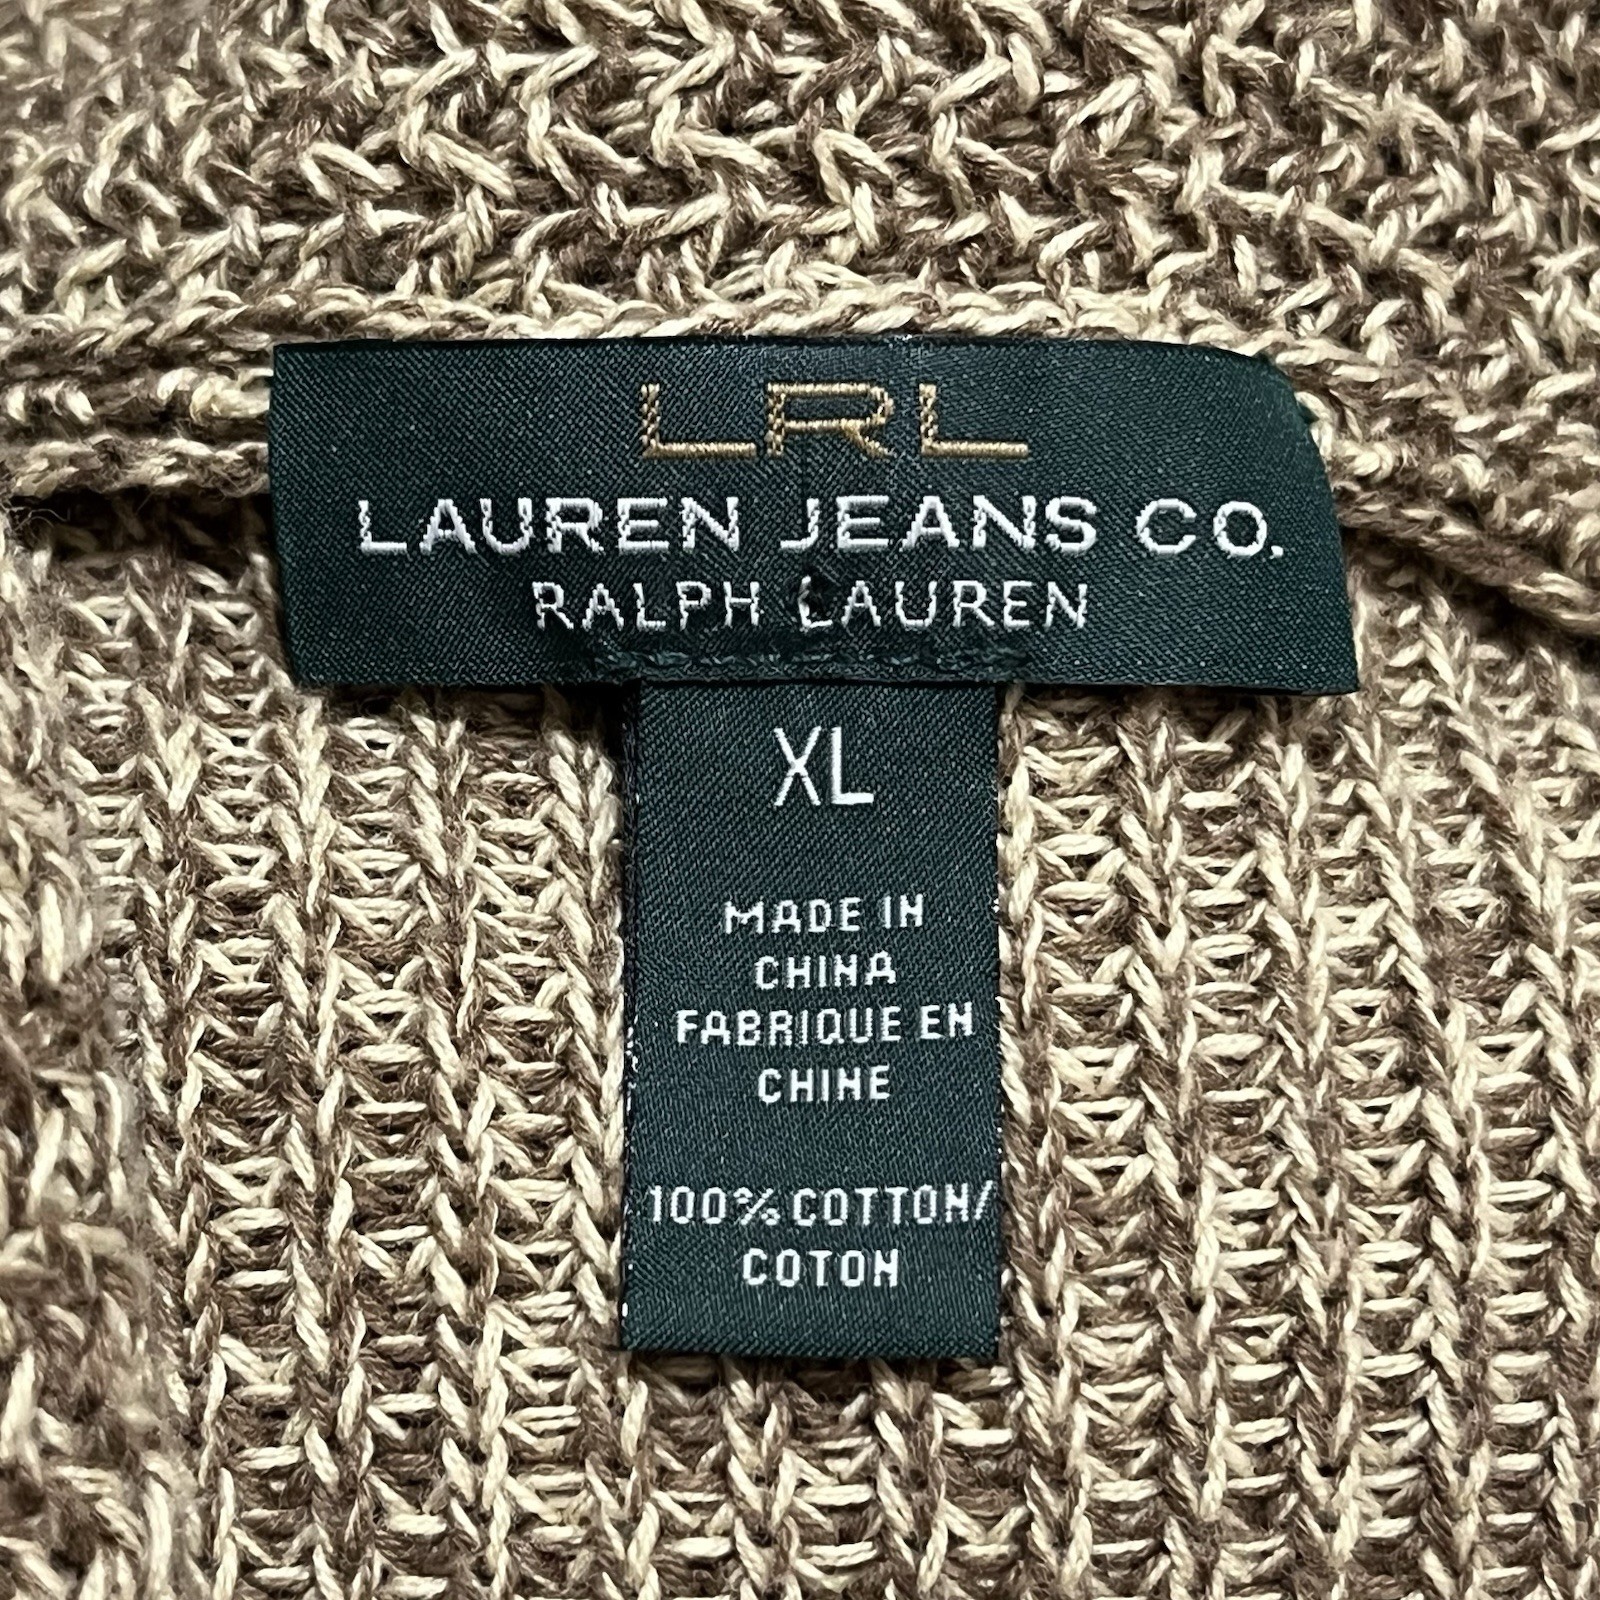 LRL
LAUREN JEANS CO.
RALPH LAUREN
XL
MADE IN
CHINA
FABRIQUE EN
CHINE
100% COTTON/
COTON